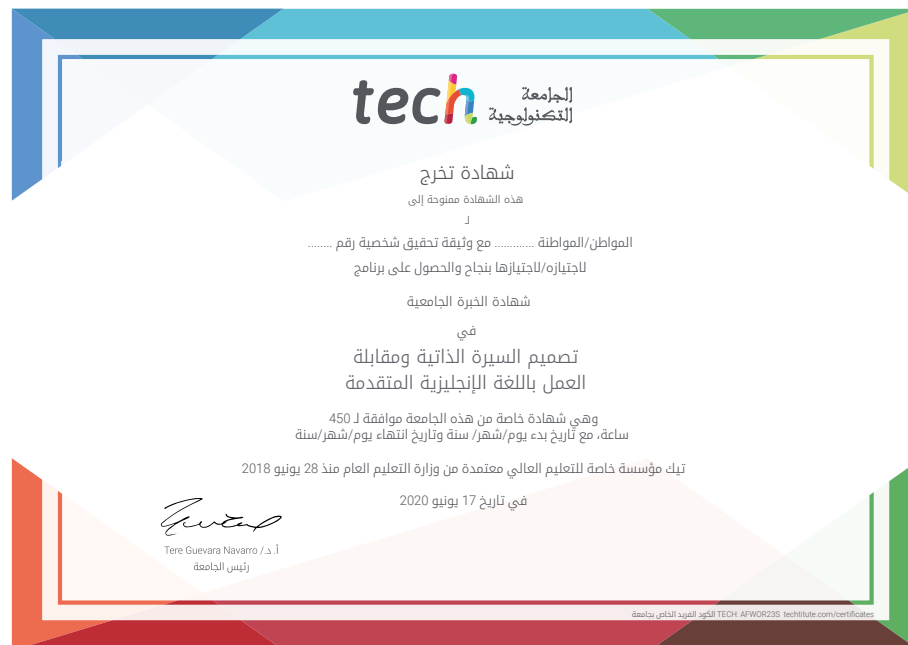 tech الجامعة
التكنولوجية
شهادة تخرج
هذه الشهادة ممنوحة إلى
لـ
المواطن/المواطنة ............ مع وثيقة تحقيق شخصية رقم ........
لاجتيازه/لاجتيازها بنجاح والحصول على برنامج
شهادة الخبرة الجامعية
في
تصميم السيرة الذاتية ومقابلة
العمل باللغة الإنجليزية المتقدمة
وهي شهادة خاصة من هذه الجامعة موافقة لـ 450
ساعة، مع تاريخ بدء يوم/شهر/ سنة وتاريخ انتهاء يوم/شهر/سنة
تيك مؤسسة خاصة للتعليم العالي معتمدة من وزارة التعليم العام منذ 28 يونيو 2018
في تاريخ 17 يونيو 2020
أ. د./ Tere Guevara Navarro
رئيس الجامعة
الكود الفريد الخاص بجامعة TECH: AFWOR23S techtitute.com/certificates